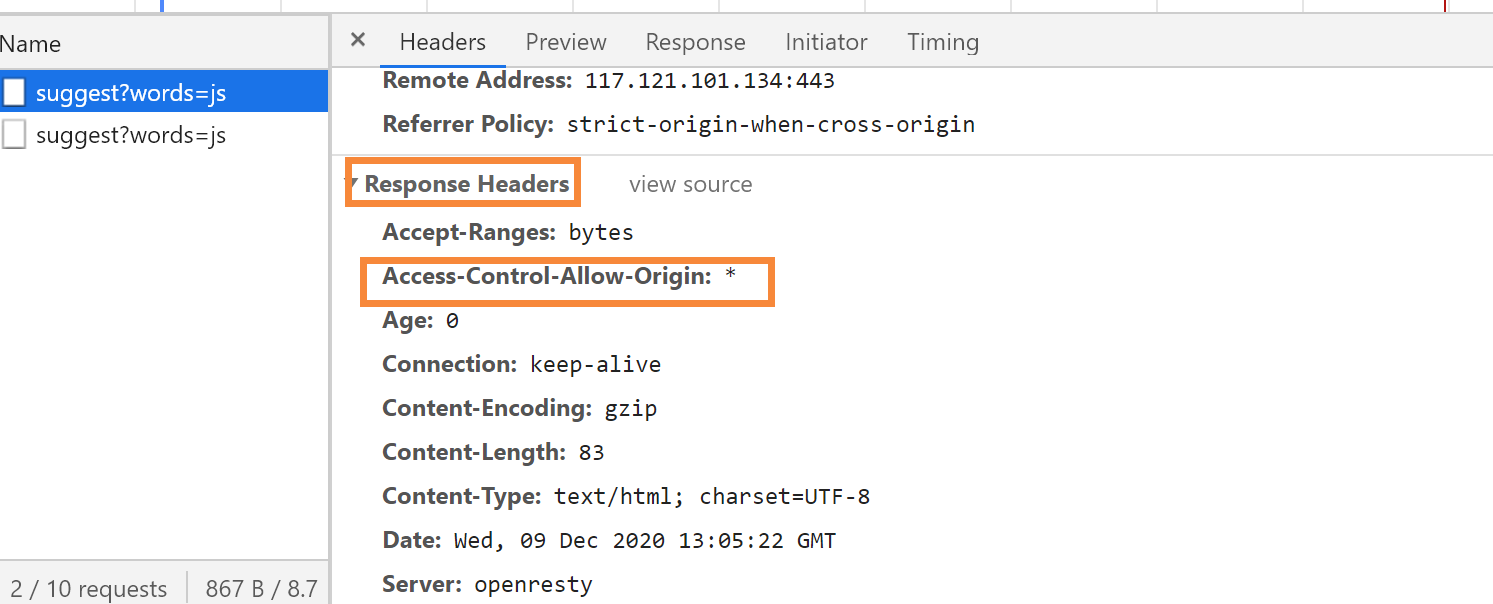 Name
× Headers Preview Response Initiator Timing
suggest?words=js
suggest?words=js
Remote Address: 117.121.101.134:443
Referrer Policy: strict-origin-when-cross-origin
Response Headers view source
Accept-Ranges: bytes
Access-Control-Allow-Origin: *
Age: 0
Connection: keep-alive
Content-Encoding: gzip
Content-Length: 83
Content-Type: text/html; charset=UTF-8
Date: Wed, 09 Dec 2020 13:05:22 GMT
Server: openresty
2 / 10 requests 867 B / 8.7